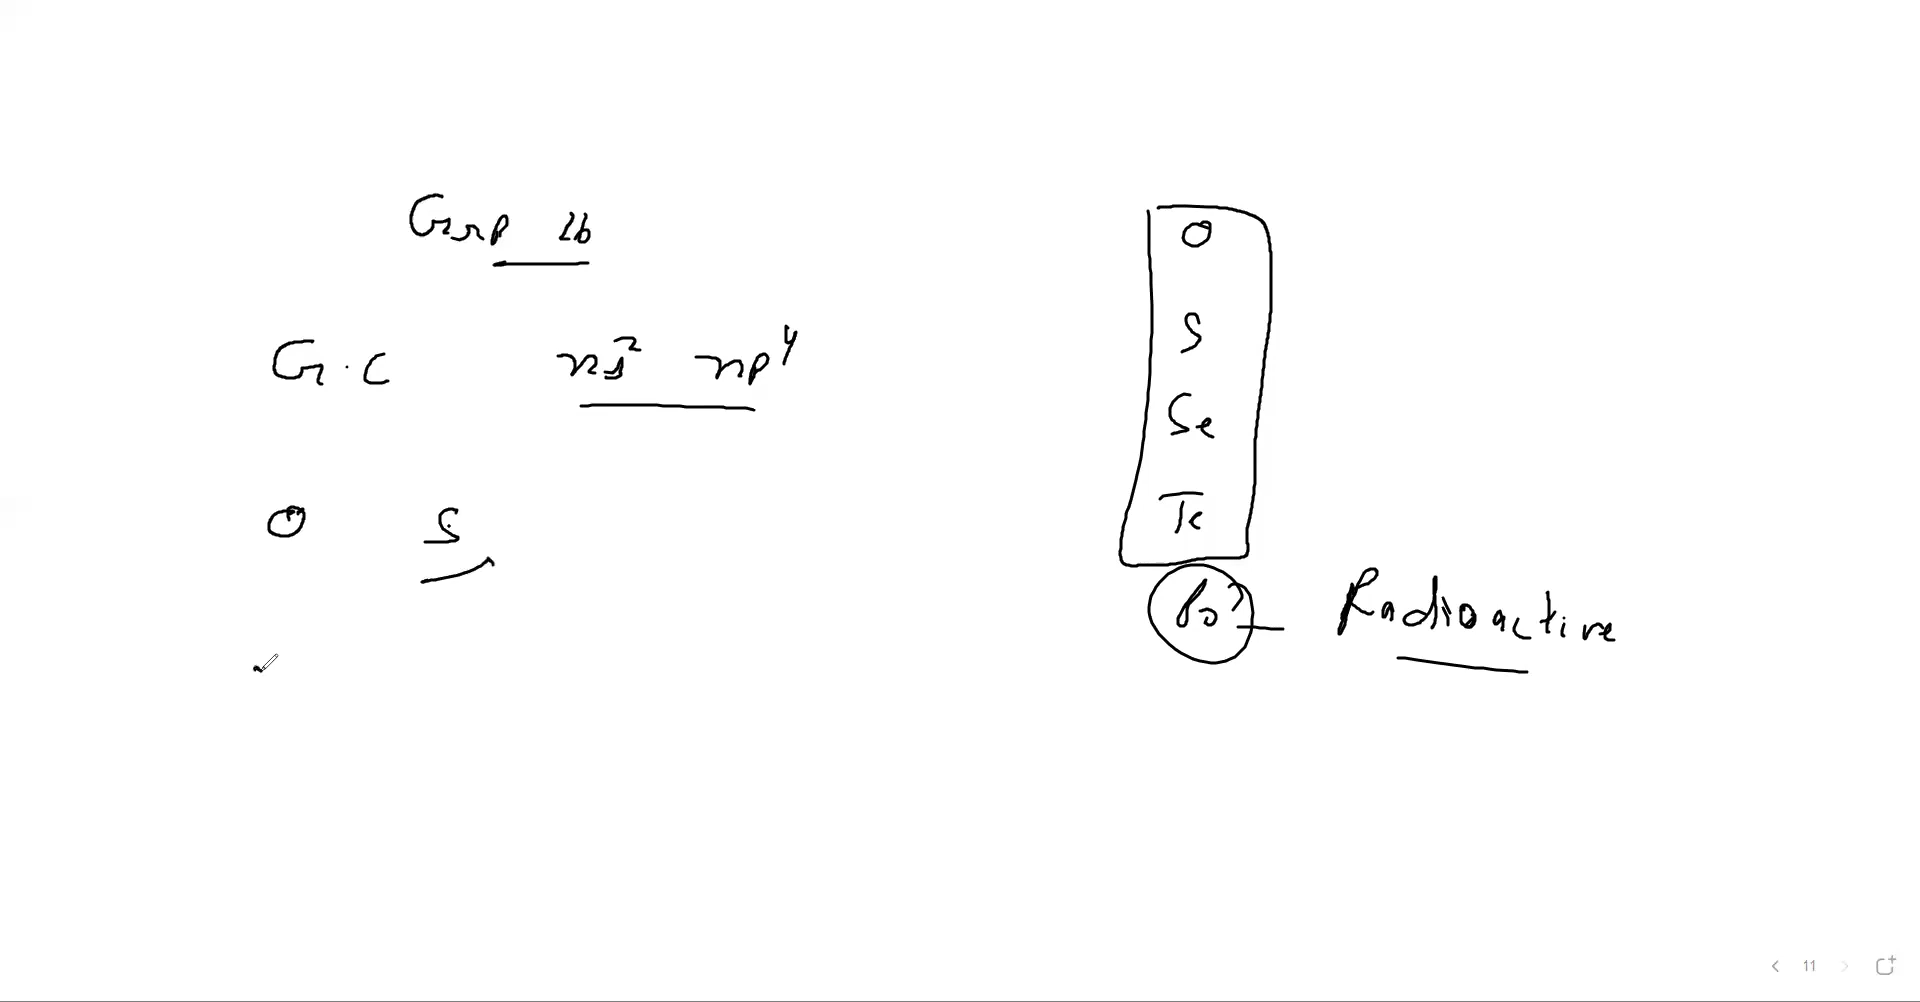 Grp 16
G.C ns² np⁴
O S
O
S
Se
Te
Po
Radioactive
11